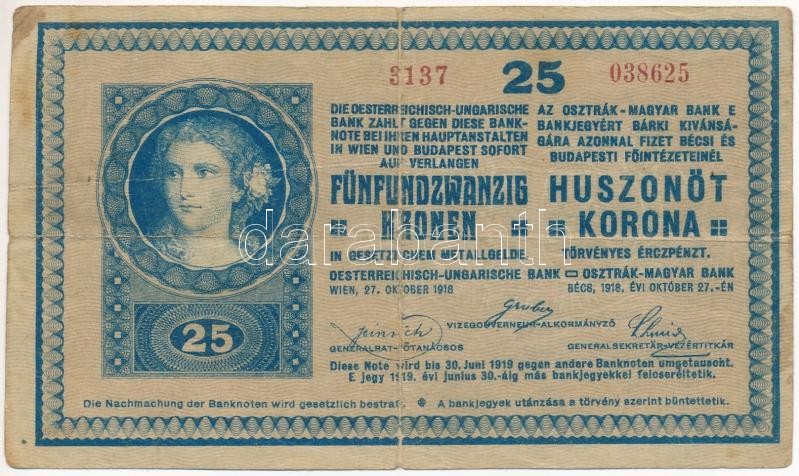 3137 25 038625
DIE OESTERREICHISCH-UNGARISCHE
BANK ZAHLT GEGEN DIESE BANK-
NOTE BEI IHREN HAUPTANSTALTEN
IN WIEN UND BUDAPEST SOFORT
AUF VERLANGEN
FÜNFUNDZWANZIG
KRONEN
IN GESETZLICHEM METALLGELDE.
AZ OSZTRÁK-MAGYAR BANK E
BANKJEGYÉRT BÁRKI KIVÁNSÁ-
GÁRA AZONNAL FIZET BÉCSI ÉS
BUDAPESTI FŐINTÉZETEINÉL
HUSZONÖT
KORONA
TÖRVÉNYES ÉRCZPÉNZT.
darabanth
OESTERREICHISCH-UNGARISCHE BANK OSZTRÁK-MAGYAR BANK
WIEN, 27. OKTOBER 1918 BÉCS, 1918. ÉVI OKTÓBER 27.-ÉN
25
Gruber
VIZEGOUVERNEUR-ALKORMÁNYZÓ
GENERALRAT-FŐTANÁCSOS GENERALSEKRETÄR-VEZÉRTITKÁR
Diese Note wird bis 30. Juni 1919 gegen andere Banknoten umgetauscht.
E jegy 1919. évi junius 30.-áig más bankjegyekkel felcseréltetik.
Die Nachmachung der Banknoten wird gesetzlich bestraft. A bankjegyek utánzása a törvény szerint büntettetik.